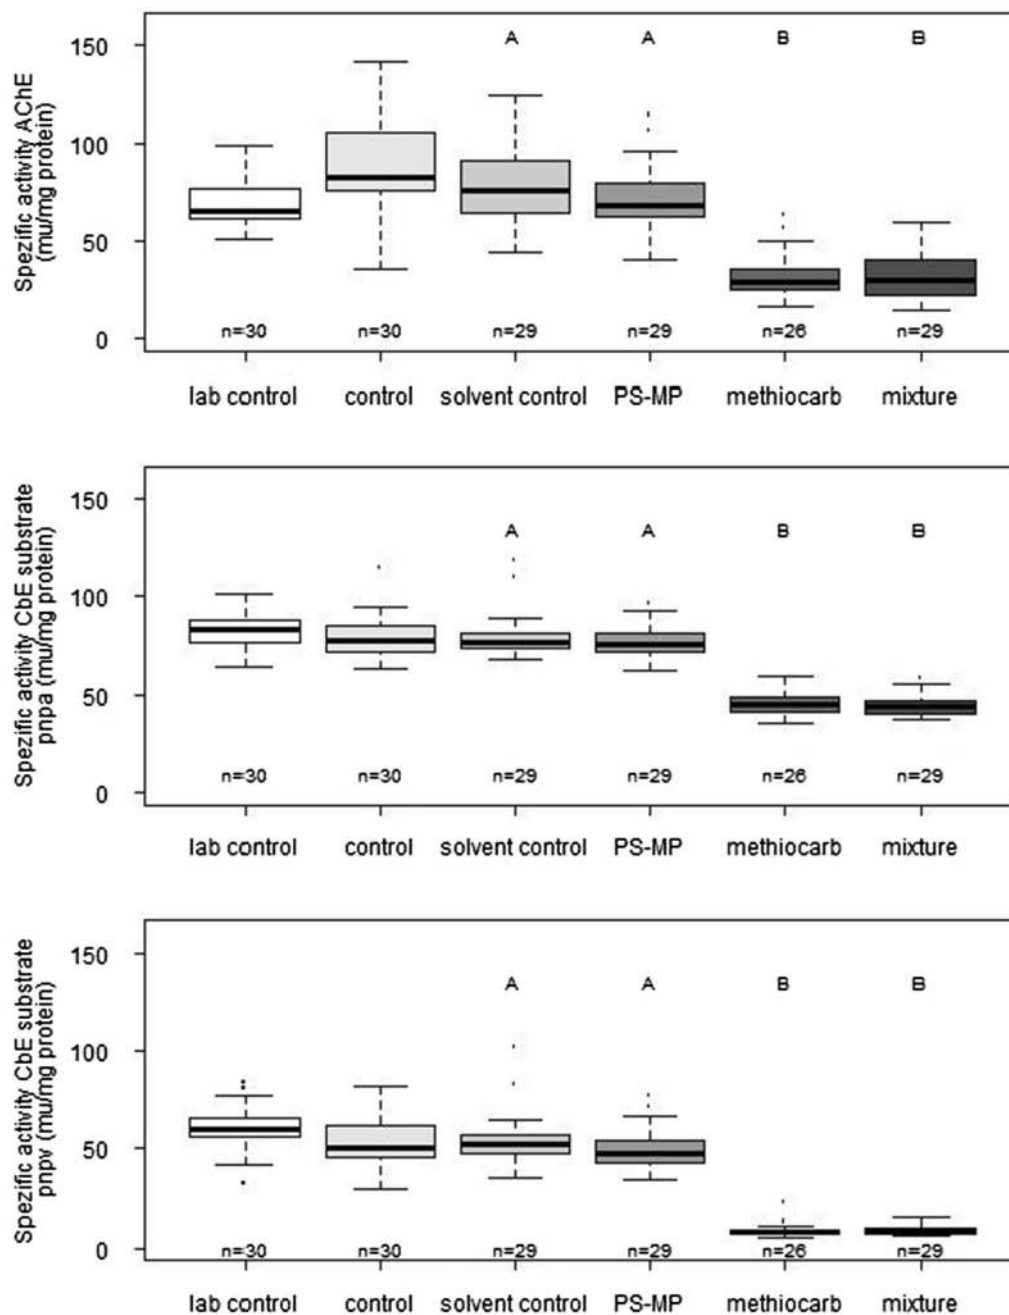 Spezific activity AChE
(mu/mg protein)
150
100
50
0
A A B B
n=30 n=30 n=29 n=29 n=26 n=29
lab control control solvent control PS-MP methiocarb mixture
Spezific activity CbE substrate
pnpa (mu/mg protein)
150
100
50
0
A A B B
n=30 n=30 n=29 n=29 n=26 n=29
lab control control solvent control PS-MP methiocarb mixture
Spezific activity CbE substrate
pnpv (mu/mg protein)
150
100
50
0
A A B B
n=30 n=30 n=29 n=29 n=26 n=29
lab control control solvent control PS-MP methiocarb mixture